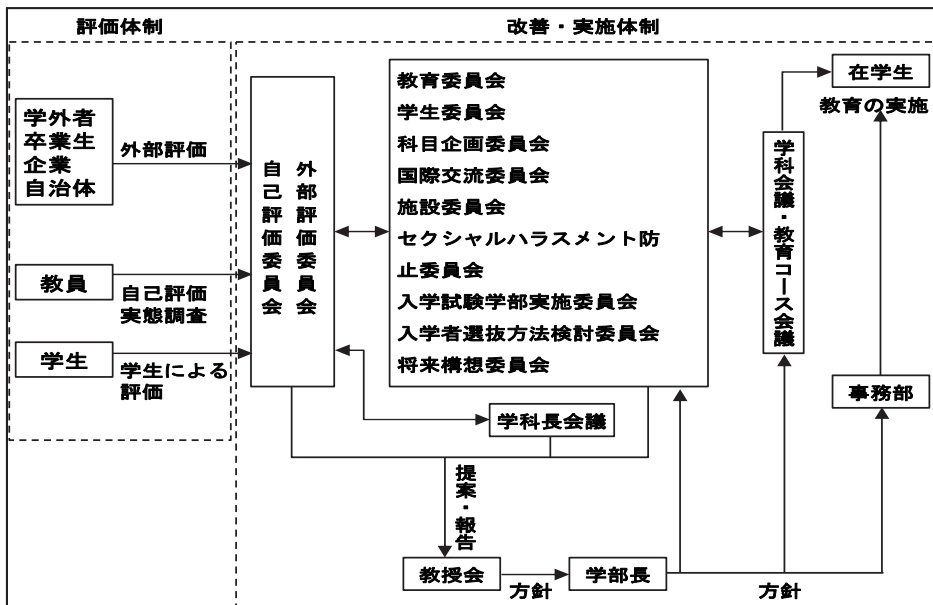 評価体制
改善・実施体制
学外者
卒業生
企業
自治体
外部評価
教員
自己評価
実態調査
学生
学生による
評価
外部評価委員会
自己評価委員会
教育委員会
学生委員会
科目企画委員会
国際交流委員会
施設委員会
セクシャルハラスメント防
止委員会
入学試験学部実施委員会
入学者選抜方法検討委員会
将来構想委員会
学科長会議
学科会議・教育コース会議
在学生
教育の実施
事務部
提案・報告
教授会
方針
学部長
方針